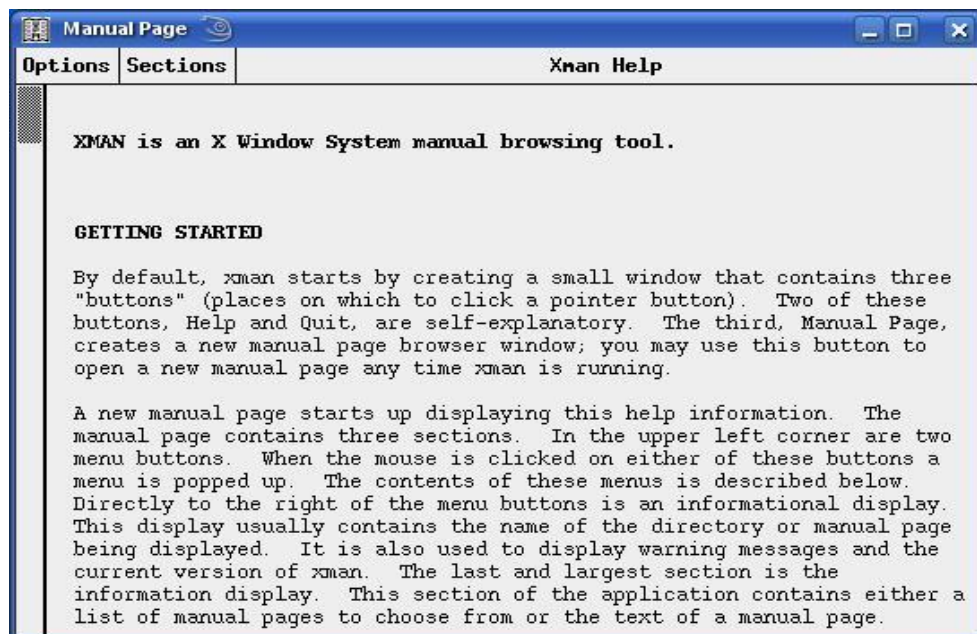 Manual Page
Options Sections Xman Help
XMAN is an X Window System manual browsing tool.
GETTING STARTED
By default, xman starts by creating a small window that contains three
"buttons" (places on which to click a pointer button).  Two of these
buttons, Help and Quit, are self-explanatory.  The third, Manual Page,
creates a new manual page browser window; you may use this button to
open a new manual page any time xman is running.
A new manual page starts up displaying this help information.  The
manual page contains three sections.  In the upper left corner are two
menu buttons.  When the mouse is clicked on either of these buttons a
menu is popped up.  The contents of these menus is described below.
Directly to the right of the menu buttons is an informational display.
This display usually contains the name of the directory or manual page
being displayed.  It is also used to display warning messages and the
current version of xman.  The last and largest section is the
information display.  This section of the application contains either a
list of manual pages to choose from or the text of a manual page.